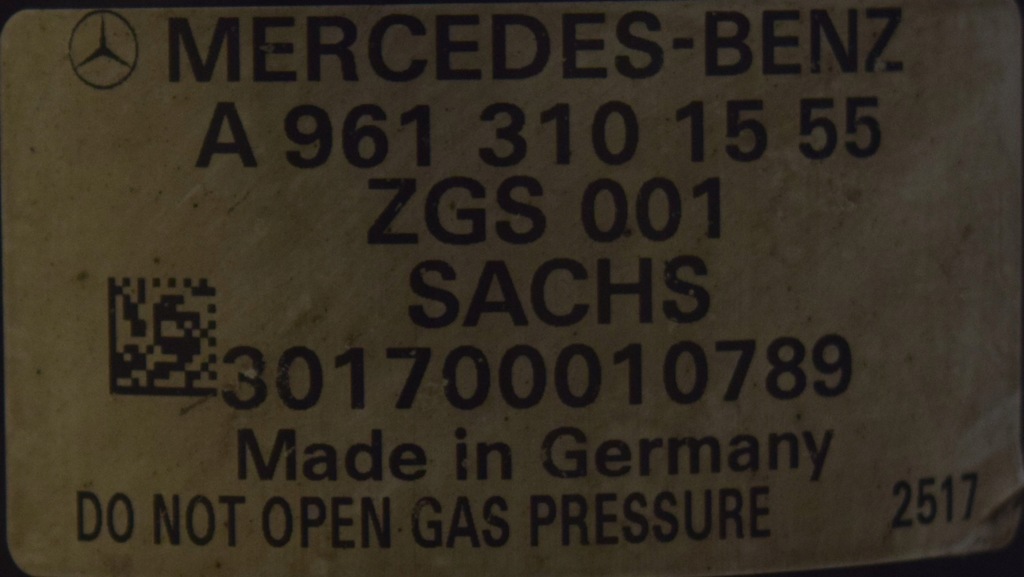 MERCEDES-BENZ
A 961 310 15 55
ZGS 001
SACHS
301700010789
Made in Germany
DO NOT OPEN GAS PRESSURE 2517